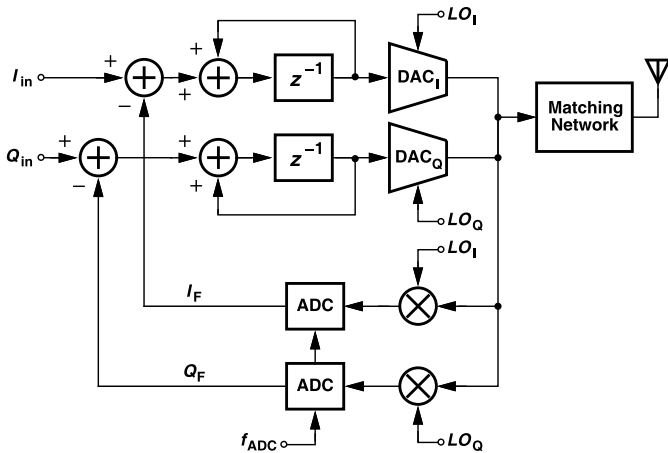 LO_I
+
+
+
−
+
I_in
z⁻¹
DAC_I
Matching
Network
+
−
+
+
Q_in
z⁻¹
DAC_Q
LO_Q
LO_I
I_F
ADC
Q_F
ADC
f_ADC
LO_Q